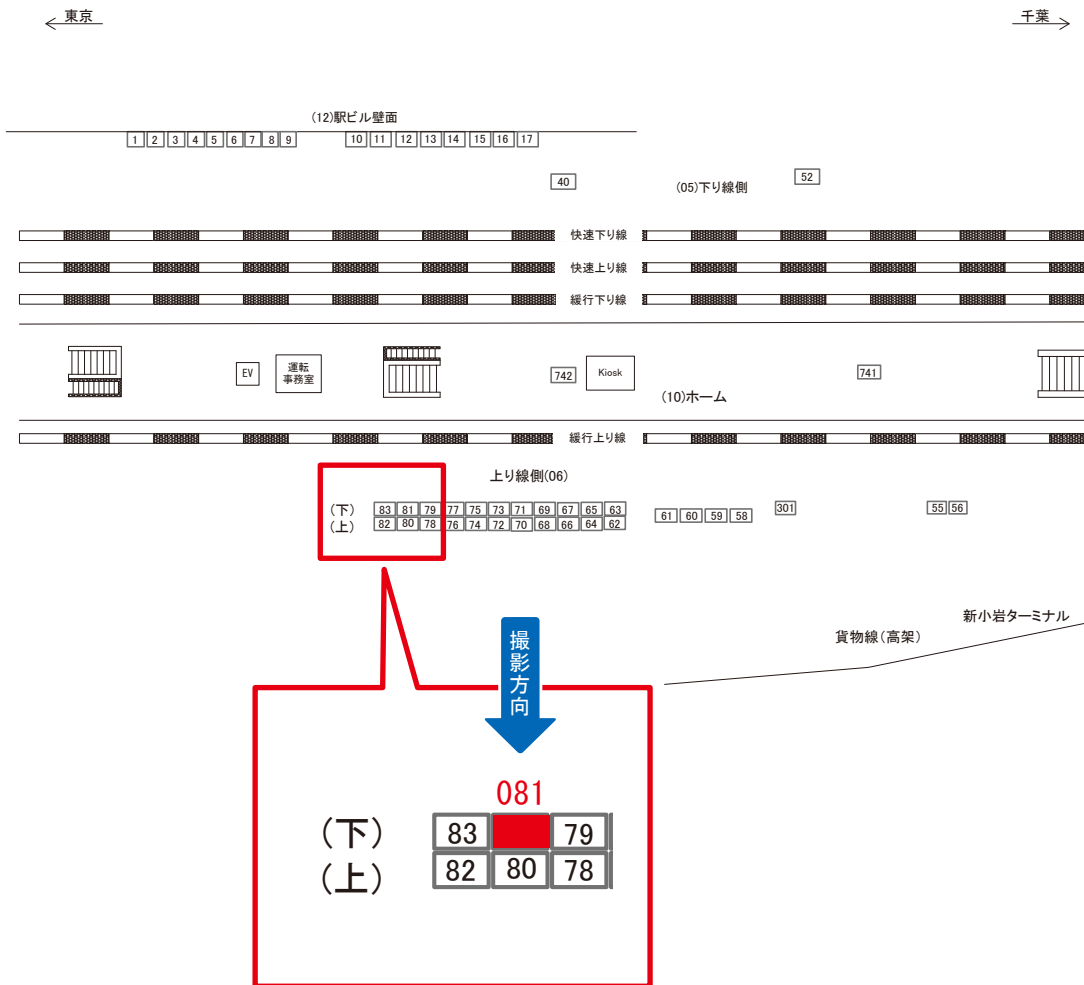 東京
千葉
(12)駅ビル壁面
1 2 3 4 5 6 7 8 9 10 11 12 13 14 15 16 17
40
(05)下り線側
52
快速下り線
快速上り線
緩行下り線
EV
運転
事務室
742
Kiosk
741
(10)ホーム
緩行上り線
上り線側(06)
(下) 83 81 79 77 75 73 71 69 67 65 63
(上) 82 80 78 76 74 72 70 68 66 64 62
61 60 59 58
301
55 56
新小岩ターミナル
貨物線(高架)
撮影方向
081
(下) 83 79
(上) 82 80 78